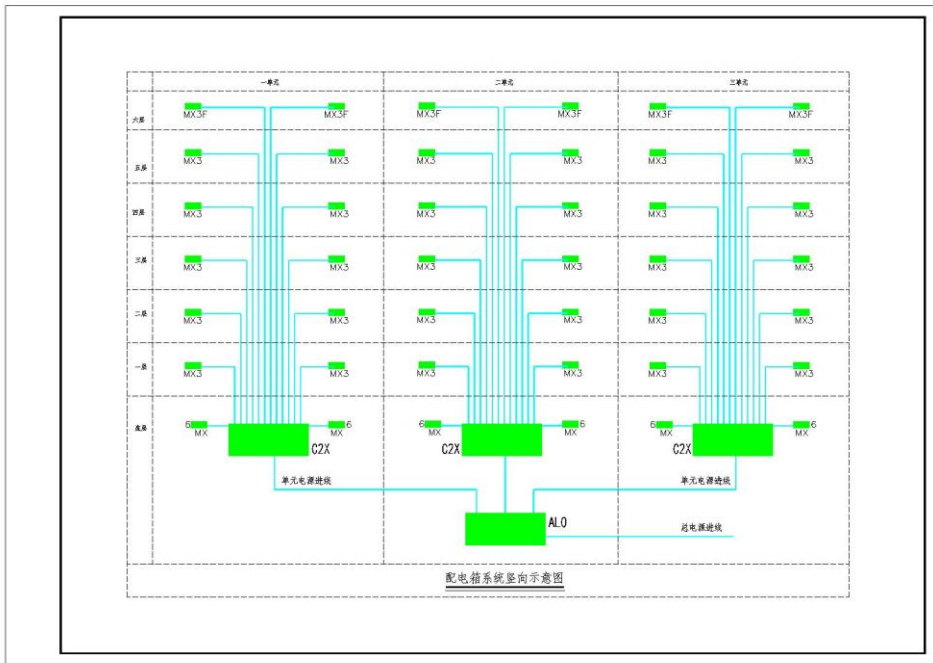 一单元 二单元 三单元
六层 MX3F MX3F MX3F MX3F MX3F MX3F
五层 MX3 MX3 MX3 MX3 MX3 MX3
四层 MX3 MX3 MX3 MX3 MX3 MX3
三层 MX3 MX3 MX3 MX3 MX3 MX3
二层 MX3 MX3 MX3 MX3 MX3 MX3
一层 MX3 MX3 MX3 MX3 MX3 MX3
底层 6 MX MX 6 6 MX MX 6 6 MX MX 6
C2X C2X C2X
单元电源进线 单元电源进线
AL0
总电源进线
配电箱系统竖向示意图